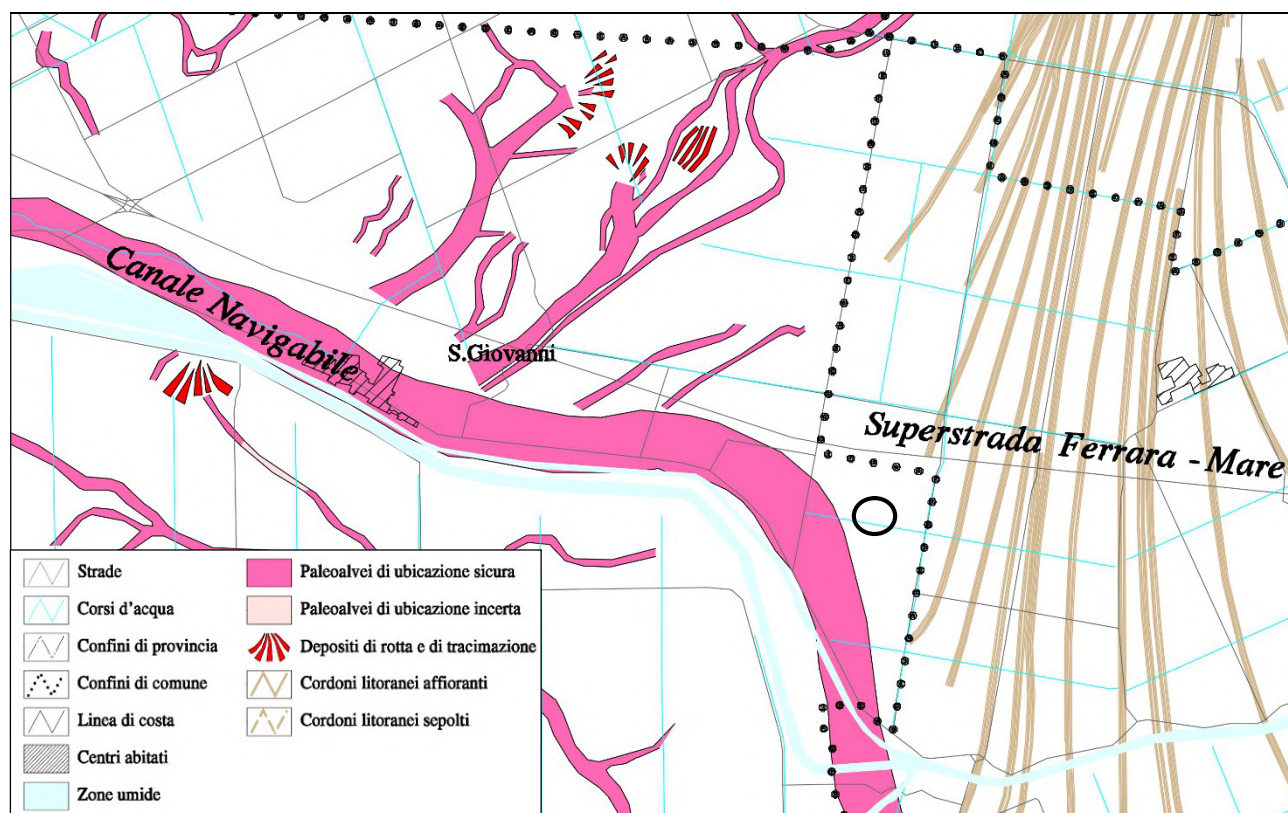 Canale Navigabile
S.Giovanni
Superstrada Ferrara - Mare
Strade
Corsi d'acqua
Confini di provincia
Confini di comune
Linea di costa
Centri abitati
Zone umide
Paleoalvei di ubicazione sicura
Paleoalvei di ubicazione incerta
Depositi di rotta e di tracimazione
Cordoni litoranei affioranti
Cordoni litoranei sepolti